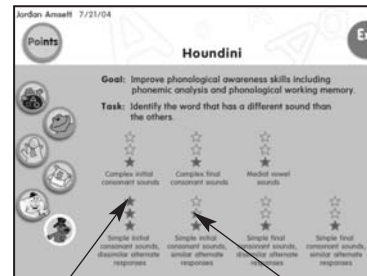 Jordan Amsett 7/21/04
Points
Houndini
Goal: Improve phonological awareness skills including
phonemic analysis and phonological working memory.
Task: Identify the word that has a different sound than
the others.
Complex initial
consonant sounds
Complex final
consonant sounds
Medial vowel
sounds
Simple initial
consonant sounds,
dissimilar alternate
responses
Simple initial
consonant sounds,
similar alternate
responses
Simple final
consonant sounds,
dissimilar alternate
responses
Simple final
consonant sounds,
similar alternate
responses